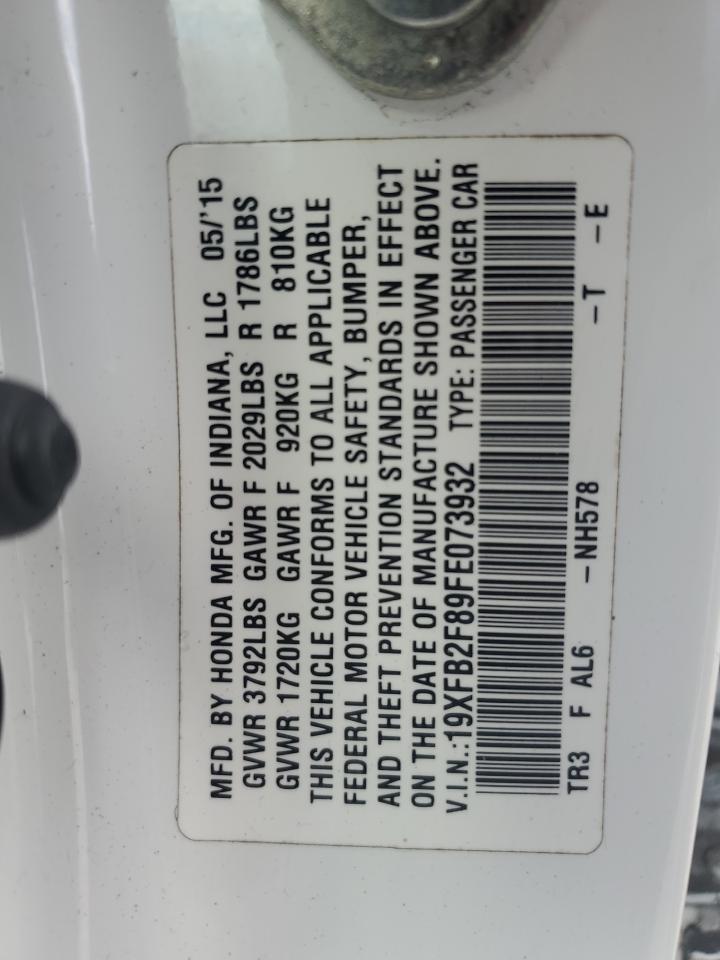 MFD. BY HONDA MFG. OF INDIANA, LLC 05/'15
GVWR 3792LBS GAWR F 2029LBS R 1786LBS
GVWR 1720KG GAWR F 920KG R 810KG
THIS VEHICLE CONFORMS TO ALL APPLICABLE
FEDERAL MOTOR VEHICLE SAFETY, BUMPER,
AND THEFT PREVENTION STANDARDS IN EFFECT
ON THE DATE OF MANUFACTURE SHOWN ABOVE.
V.I.N.:19XFB2F89FE073932 TYPE: PASSENGER CAR
TR3 F AL6 –NH578 –T –E